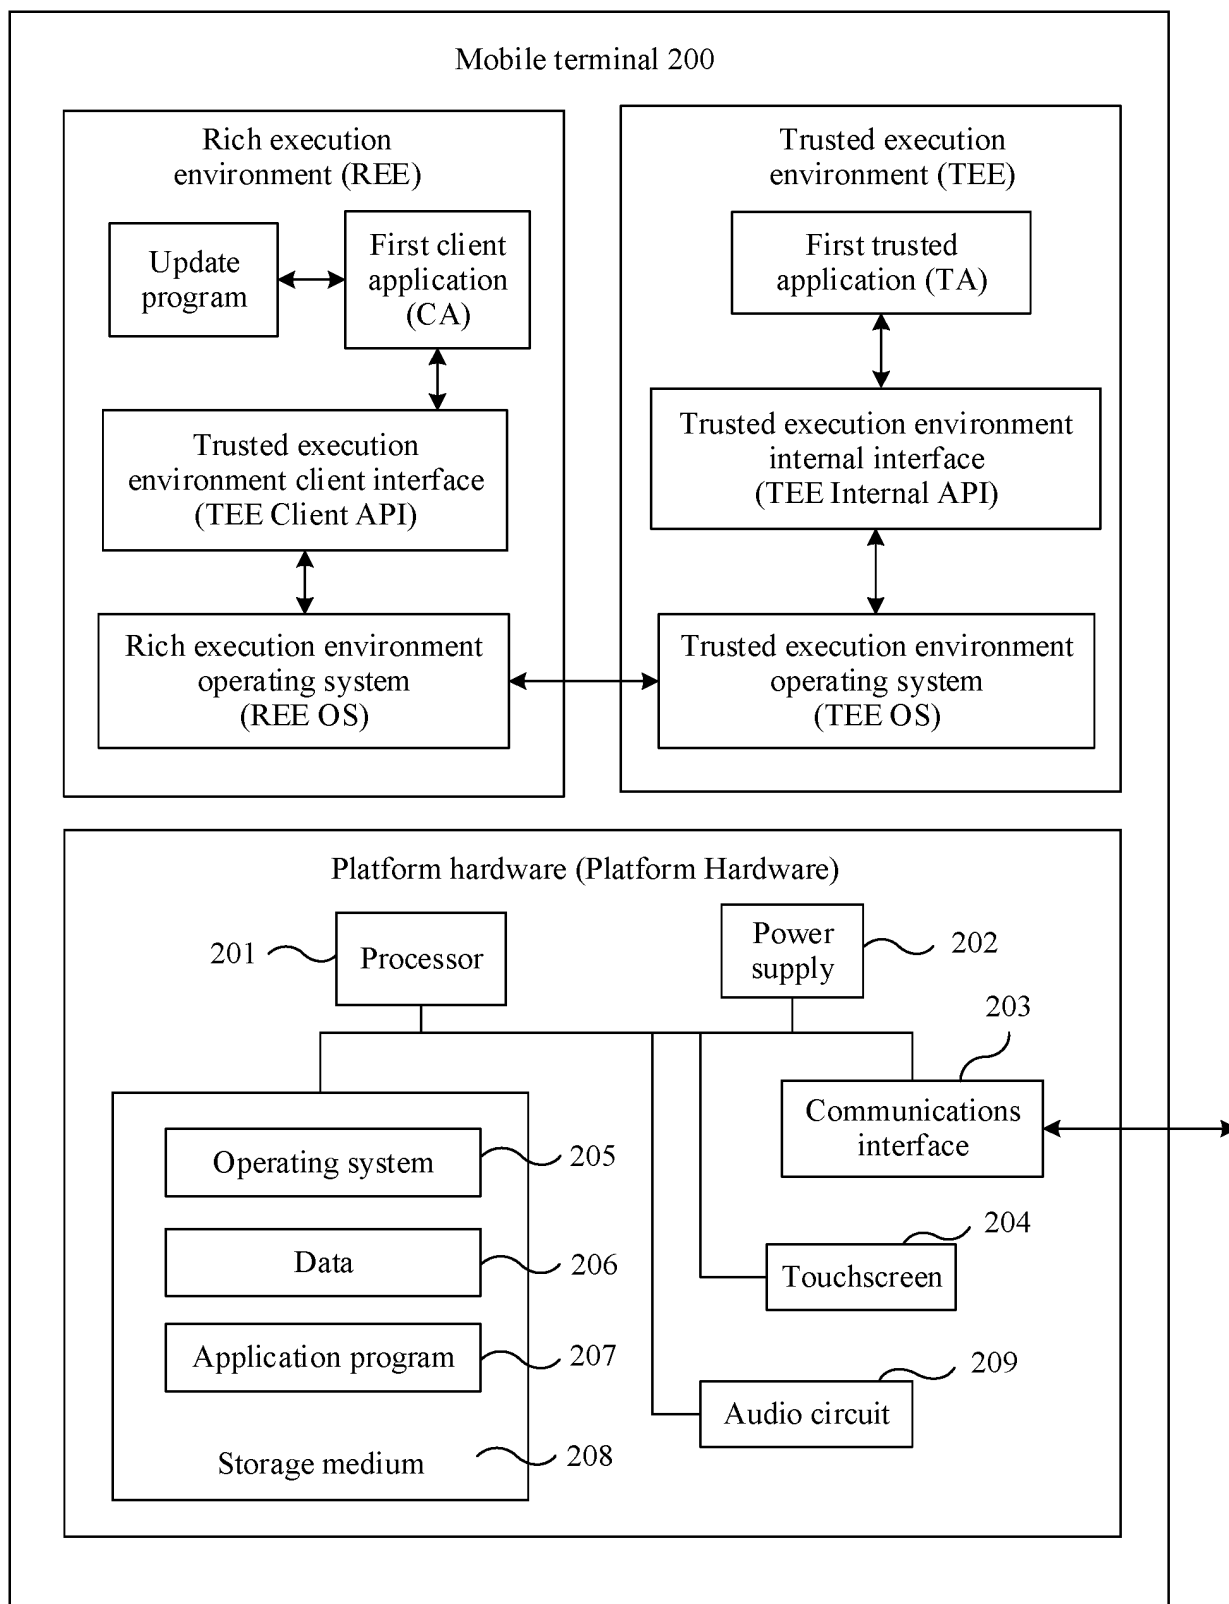 Mobile terminal 200
Rich execution
environment (REE)
Update
program
First client
application
(CA)
Trusted execution
environment client interface
(TEE Client API)
Rich execution environment
operating system
(REE OS)
Trusted execution
environment (TEE)
First trusted
application (TA)
Trusted execution environment
internal interface
(TEE Internal API)
Trusted execution environment
operating system
(TEE OS)
Platform hardware (Platform Hardware)
201
Processor
Power
supply
202
203
Communications
interface
Operating system
205
Data
206
Application program
207
Storage medium
208
204
Touchscreen
209
Audio circuit